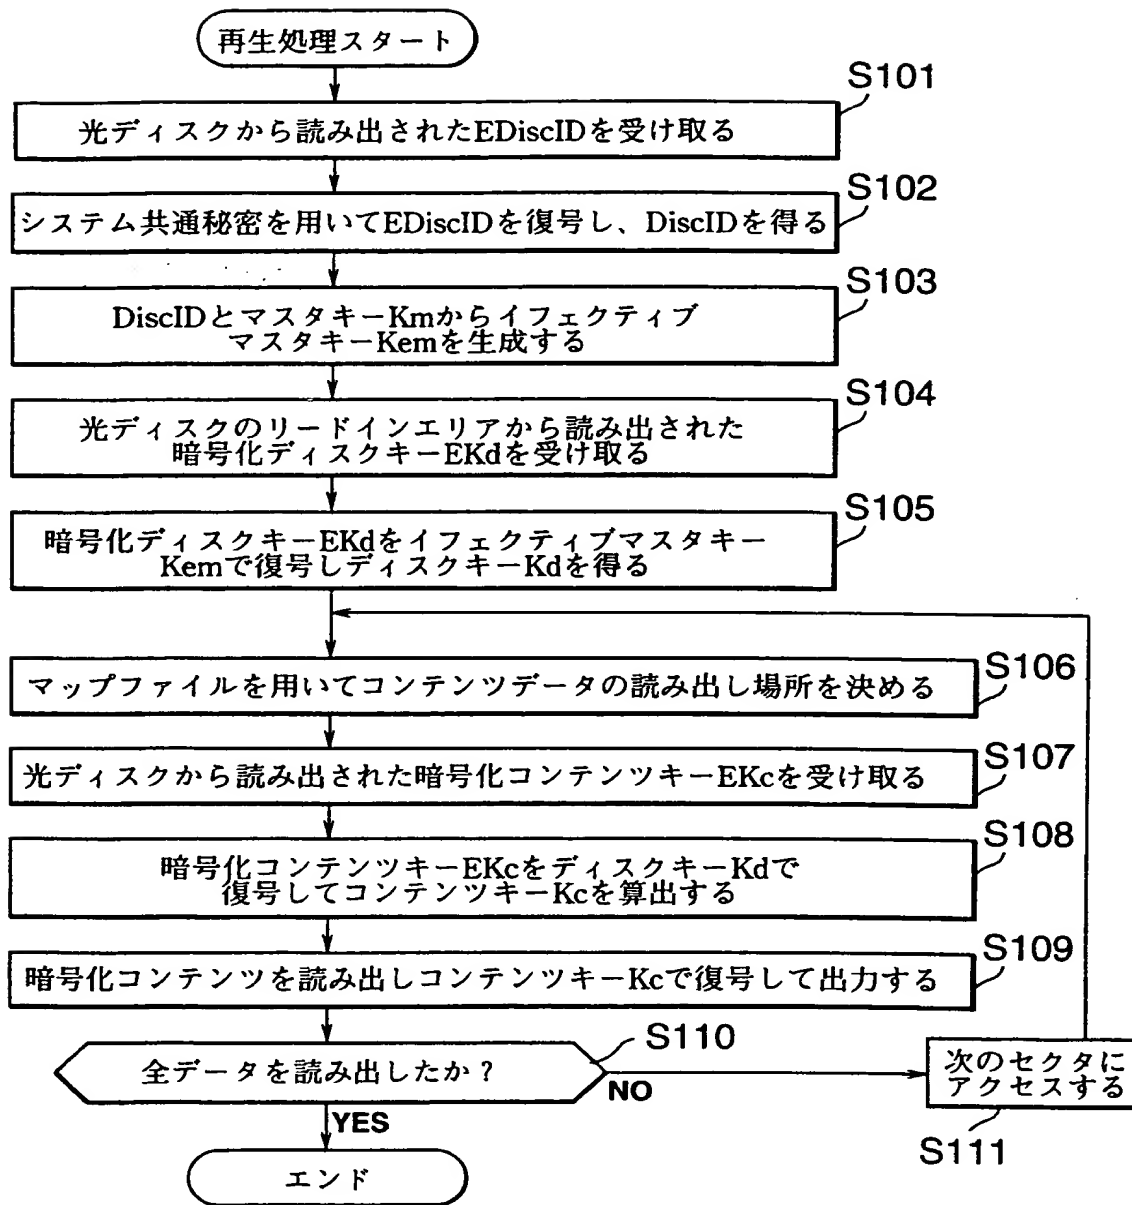 再生処理スタート
S101
光ディスクから読み出されたEDiscIDを受け取る
S102
システム共通秘密を用いてEDiscIDを復号し、DiscIDを得る
S103
DiscIDとマスタキーKmからイフェクティブ
マスタキーKemを生成する
S104
光ディスクのリードインエリアから読み出された
暗号化ディスクキーEKdを受け取る
S105
暗号化ディスクキーEKdをイフェクティブマスタキー
Kemで復号しディスクキーKdを得る
S106
マップファイルを用いてコンテンツデータの読み出し場所を決める
S107
光ディスクから読み出された暗号化コンテンツキーEKcを受け取る
S108
暗号化コンテンツキーEKcをディスクキーKdで
復号してコンテンツキーKcを算出する
S109
暗号化コンテンツを読み出しコンテンツキーKcで復号して出力する
S110
全データを読み出したか?
NO
次のセクタに
アクセスする
S111
YES
エンド